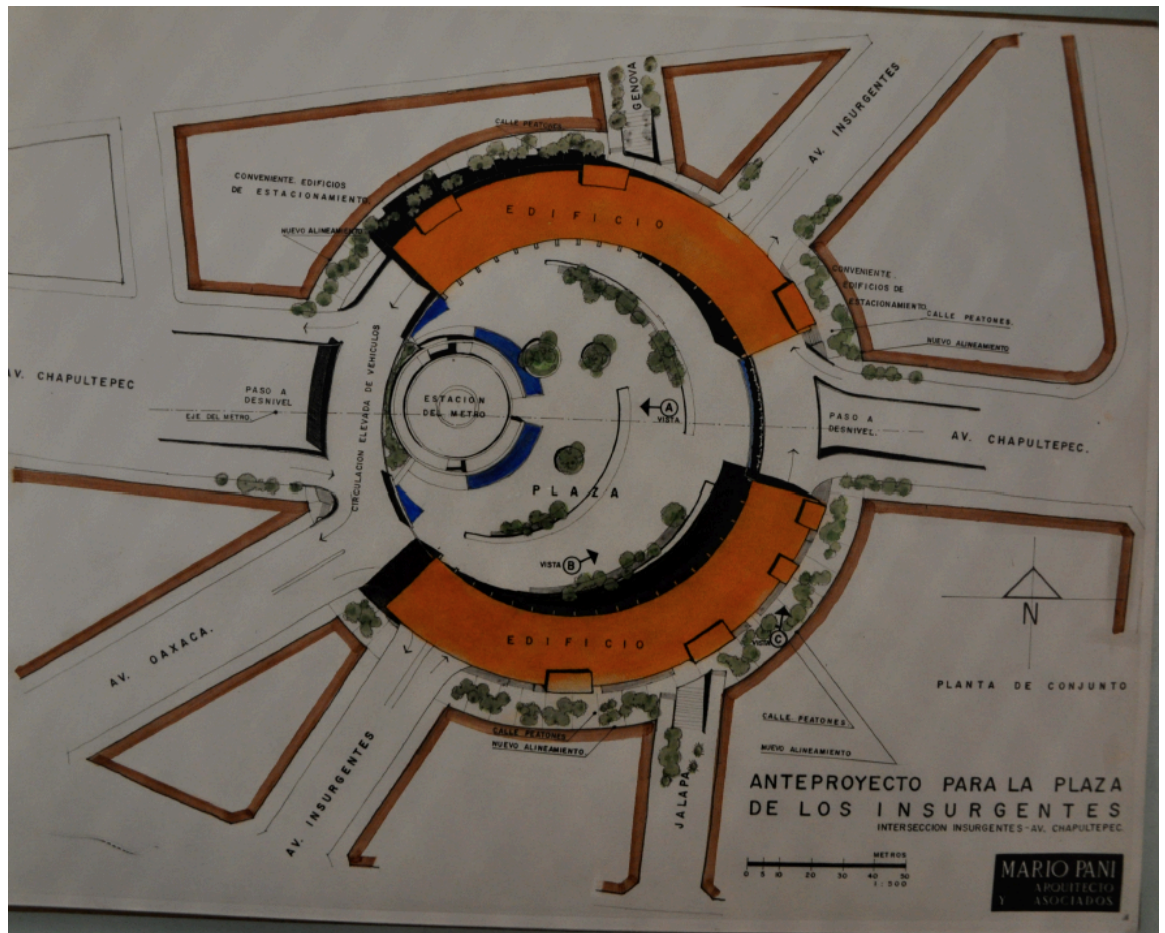 GENOVA
CALLE PEATONES.
AV. INSURGENTES
CONVENIENTE. EDIFICIOS
DE ESTACIONAMIENTO.
EDIFICIO
NUEVO ALINEAMIENTO
CONVENIENTE.
EDIFICIOS DE
ESTACIONAMIENTO
CALLE PEATONES.
NUEVO ALINEAMIENTO
CIRCULACION ELEVADA DE VEHICULOS
AV. CHAPULTEPEC
PASO A
DESNIVEL
EJE DEL METRO.
ESTACION
DEL METRO
A
VISTA
PASO A
DESNIVEL.
AV. CHAPULTEPEC.
PLAZA
VISTA B
EDIFICIO
VISTA C
N
AV. OAXACA.
PLANTA DE CONJUNTO
CALLE PEATONES.
NUEVO ALINEAMIENTO
CALLE PEATONES
NUEVO ALINEAMIENTO.
AV. INSURGENTES
JALAPA
ANTEPROYECTO PARA LA PLAZA
DE LOS INSURGENTES
INTERSECCION INSURGENTES-AV. CHAPULTEPEC.
METROS
0 5 10 20 30 40 50
1:500
MARIO PANI
ARQUITECTO
Y ASOCIADOS